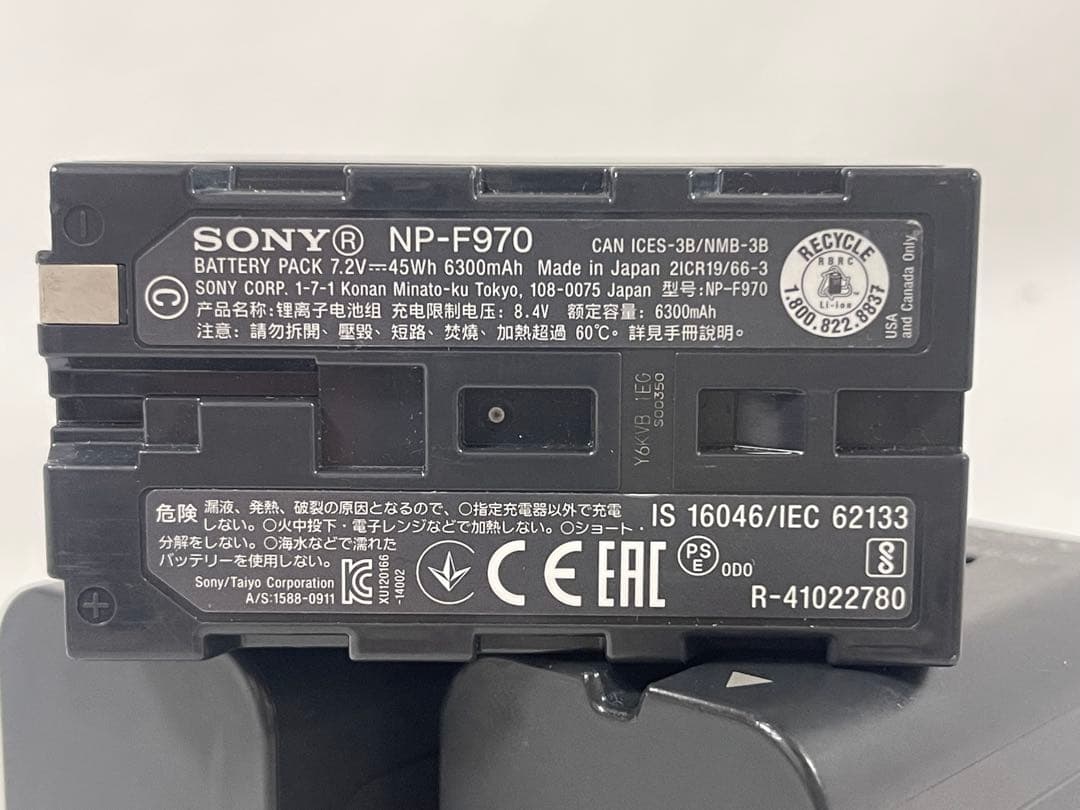 SONY® NP-F970 CAN ICES-3B/NMB-3B
BATTERY PACK 7.2V⎓45Wh 6300mAh Made in Japan 2ICR19/66-3
SONY CORP. 1-7-1 Konan Minato-ku Tokyo, 108-0075 Japan 型号:NP-F970
产品名称:锂离子电池组 充电限制电压: 8.4V 额定容量: 6300mAh
注意: 請勿折開、壓毀、短路、焚燒、加熱超過 60℃。詳見手冊說明。
C
RECYCLE
RBRC
Li-ion
1.800.822.8837
USA
and Canada Only
Y6KVB 1EG
S00350
危険 漏液、発熱、破裂の原因となるので、○指定充電器以外で充電
しない。○火中投下・電子レンジなどで加熱しない。○ショート・
分解をしない。○海水などで濡れた
バッテリーを使用しない。
Sony/Taiyo Corporation
A/S:1588-0911
XU120166
-14002
CE EAC
PS
E
ODO
IS 16046/IEC 62133
R-41022780